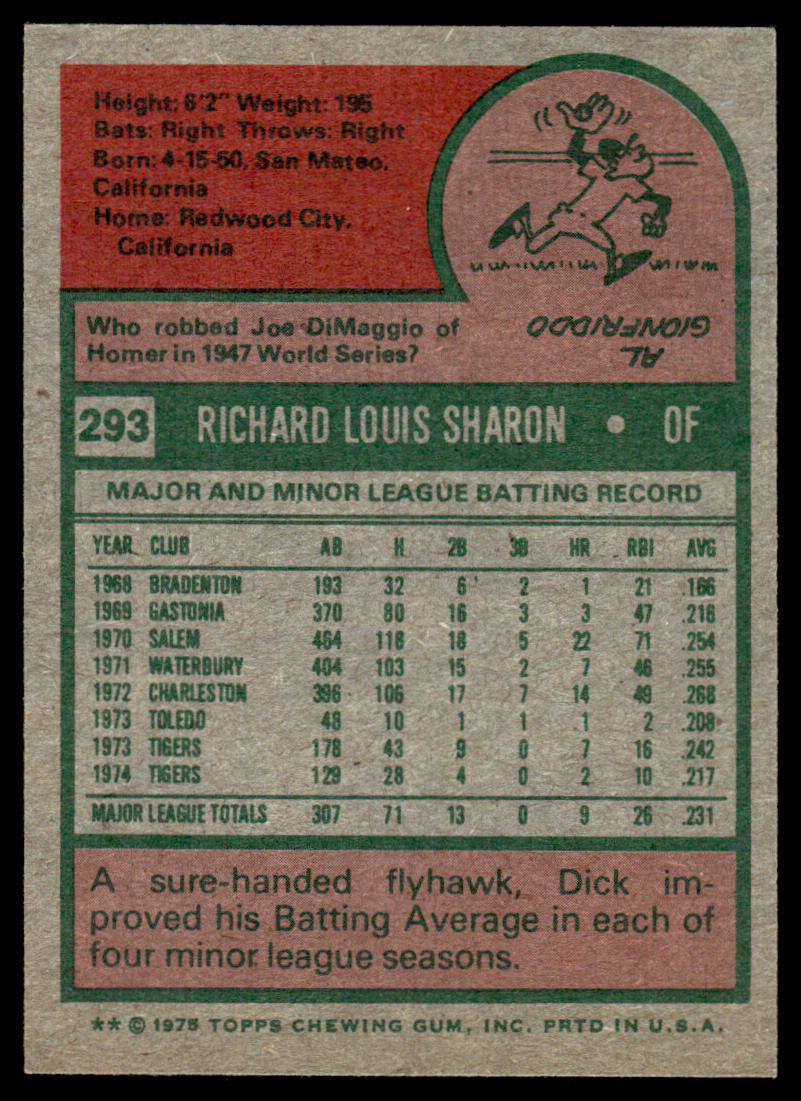 Height: 6'2" Weight: 195
Bats: Right Throws: Right
Born: 4-15-50, San Mateo,
California
Home: Redwood City,
California
Who robbed Joe DiMaggio of
Homer in 1947 World Series?
AL
GIONFRIDDO
293 RICHARD LOUIS SHARON • OF
MAJOR AND MINOR LEAGUE BATTING RECORD
YEAR CLUB AB H 2B 3B HR RBI AVG
1968 BRADENTON 193 32 6 2 1 21 .166
1969 GASTONIA 370 80 16 3 3 47 .216
1970 SALEM 464 118 18 5 22 71 .254
1971 WATERBURY 404 103 15 2 7 46 .255
1972 CHARLESTON 396 106 17 7 14 49 .268
1973 TOLEDO 48 10 1 1 1 2 .208
1973 TIGERS 178 43 9 0 7 16 .242
1974 TIGERS 129 28 4 0 2 10 .217
MAJOR LEAGUE TOTALS 307 71 13 0 9 26 .231
A sure-handed flyhawk, Dick im-
proved his Batting Average in each of
four minor league seasons.
** © 1975 TOPPS CHEWING GUM, INC. PRTD IN U.S.A.